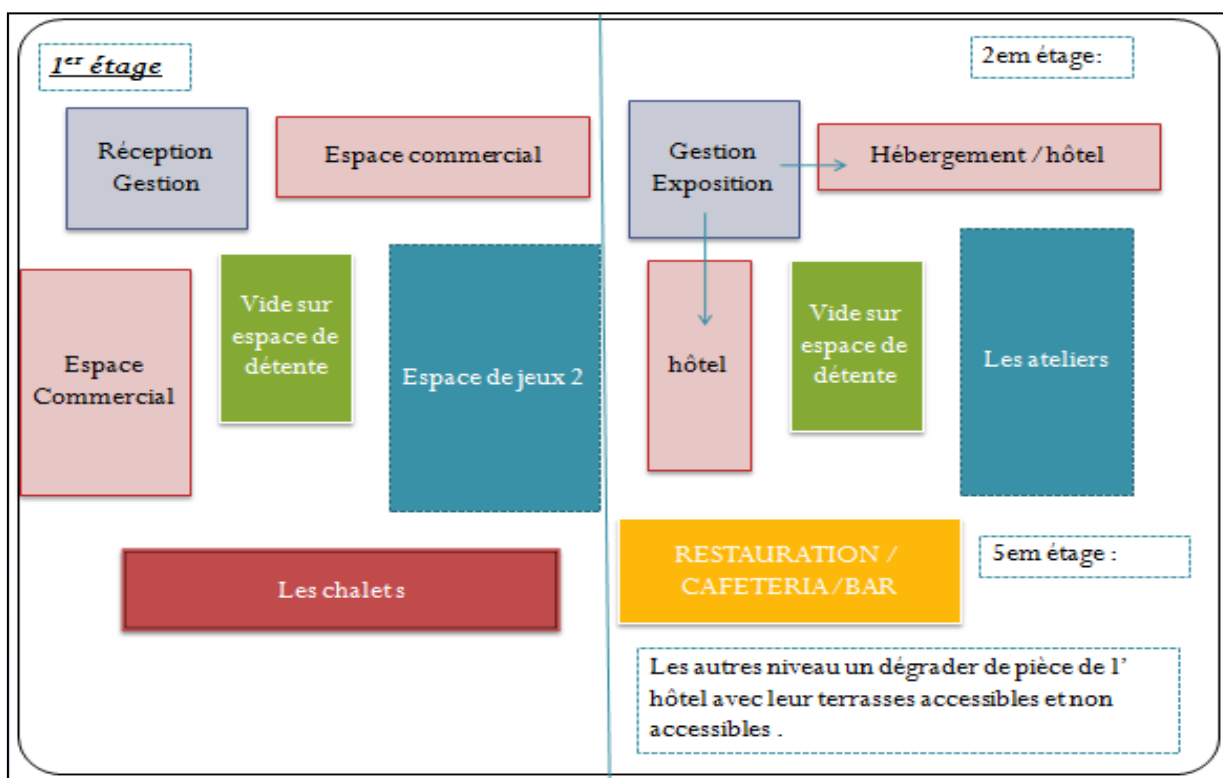 1er étage
Réception
Gestion
Espace commercial
Espace
Commercial
Vide sur
espace de
détente
Espace de jeux 2
Les chalets
2em étage:
Gestion
Exposition
Hébergement / hôtel
hôtel
Vide sur
espace de
détente
Les ateliers
RESTAURATION /
CAFETERIA / BAR
5em étage :
Les autres niveau un dégrader de pièce de l’
hôtel avec leur terrasses accessibles et non
accessibles .